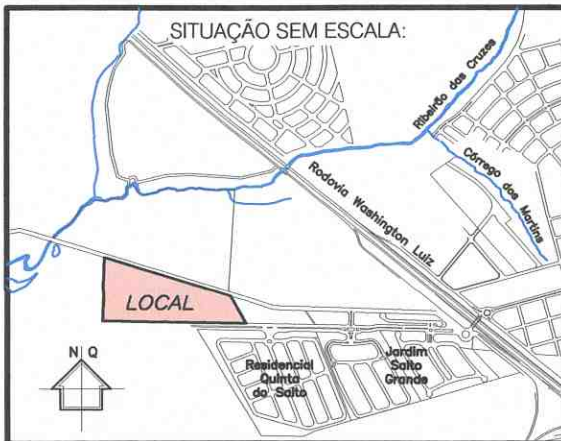 SITUAÇÃO SEM ESCALA:
Ribeirão das Cruzes
Córrego dos Martins
Rodovia Washington Luiz
LOCAL
Residencial
Quinta
do Salto
Jardim
Salto
Grande
N Q